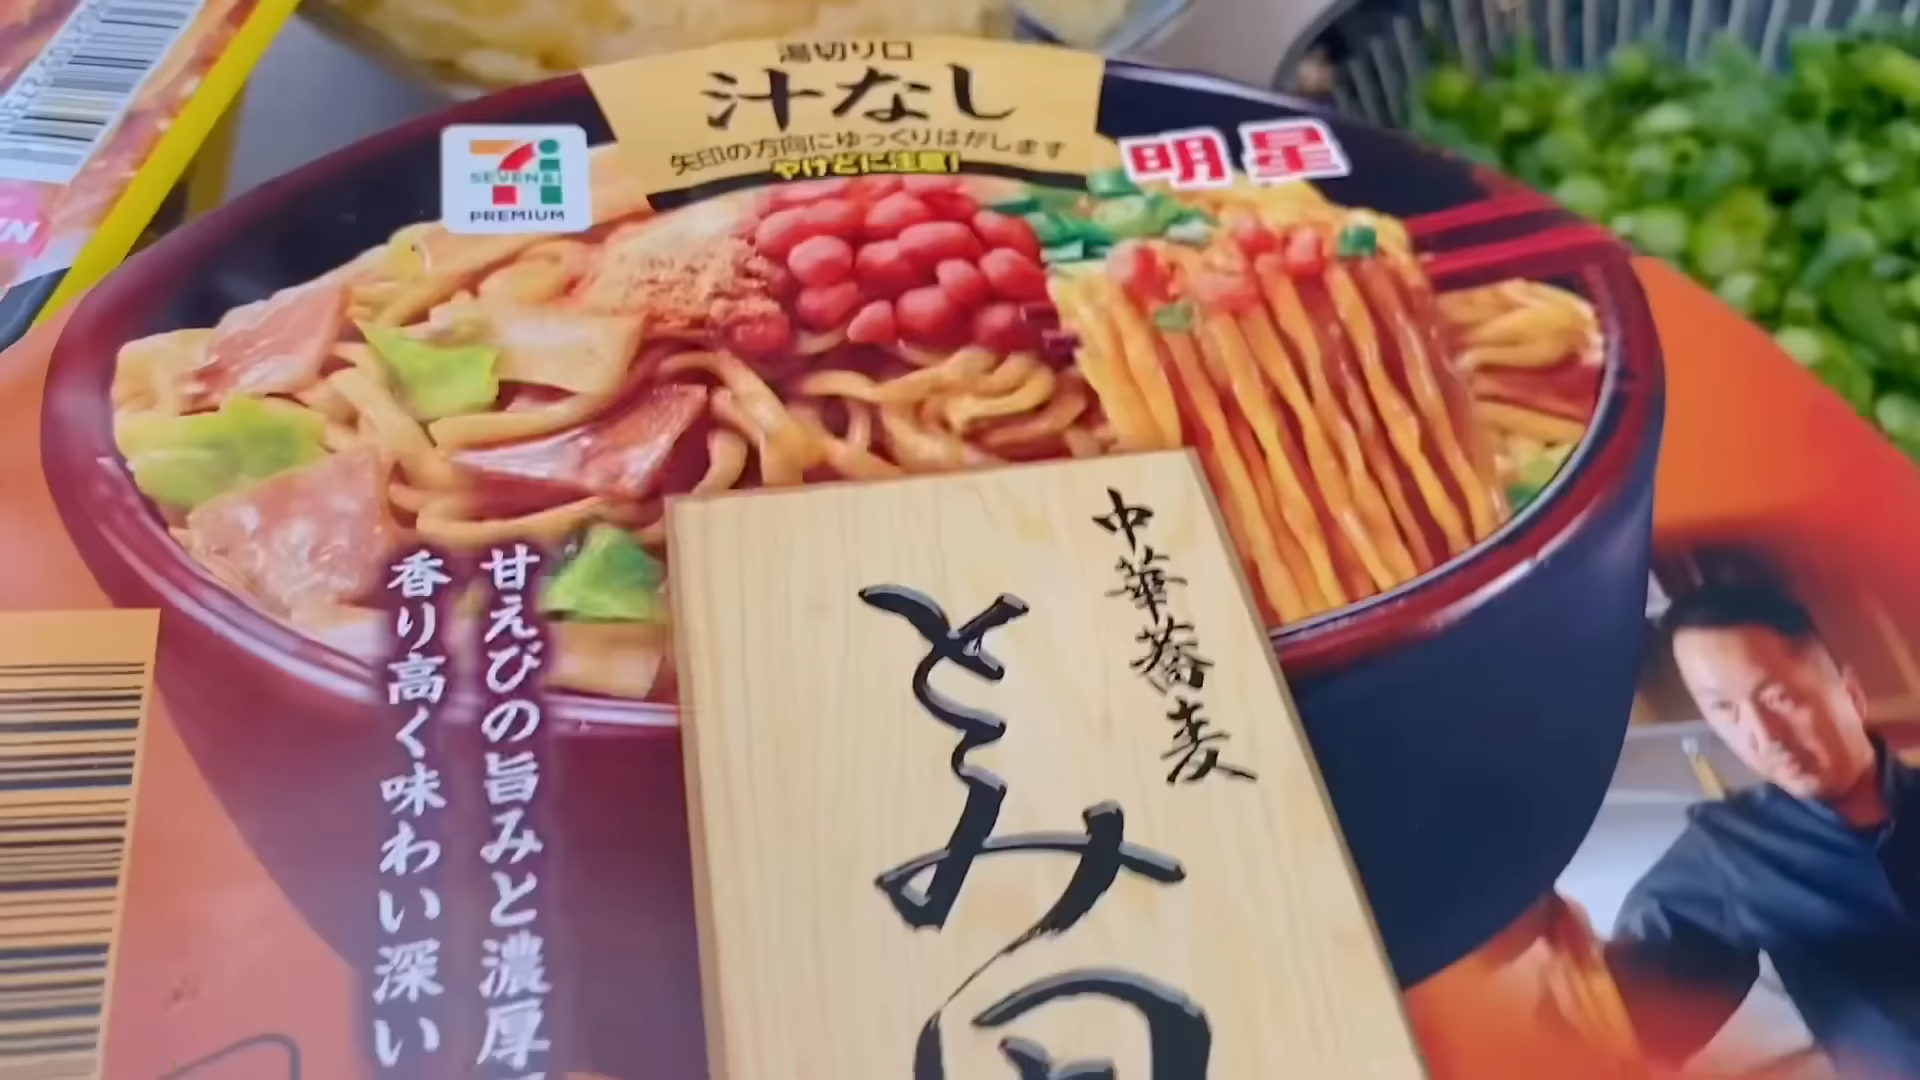 湯切り口
汁なし
矢印の方向にゆっくりはがします
やけどに注意!
SEVEN&i
PREMIUM
明星
中華蕎麦
とみ田
甘えびの旨みと濃厚
香り高く味わい深い